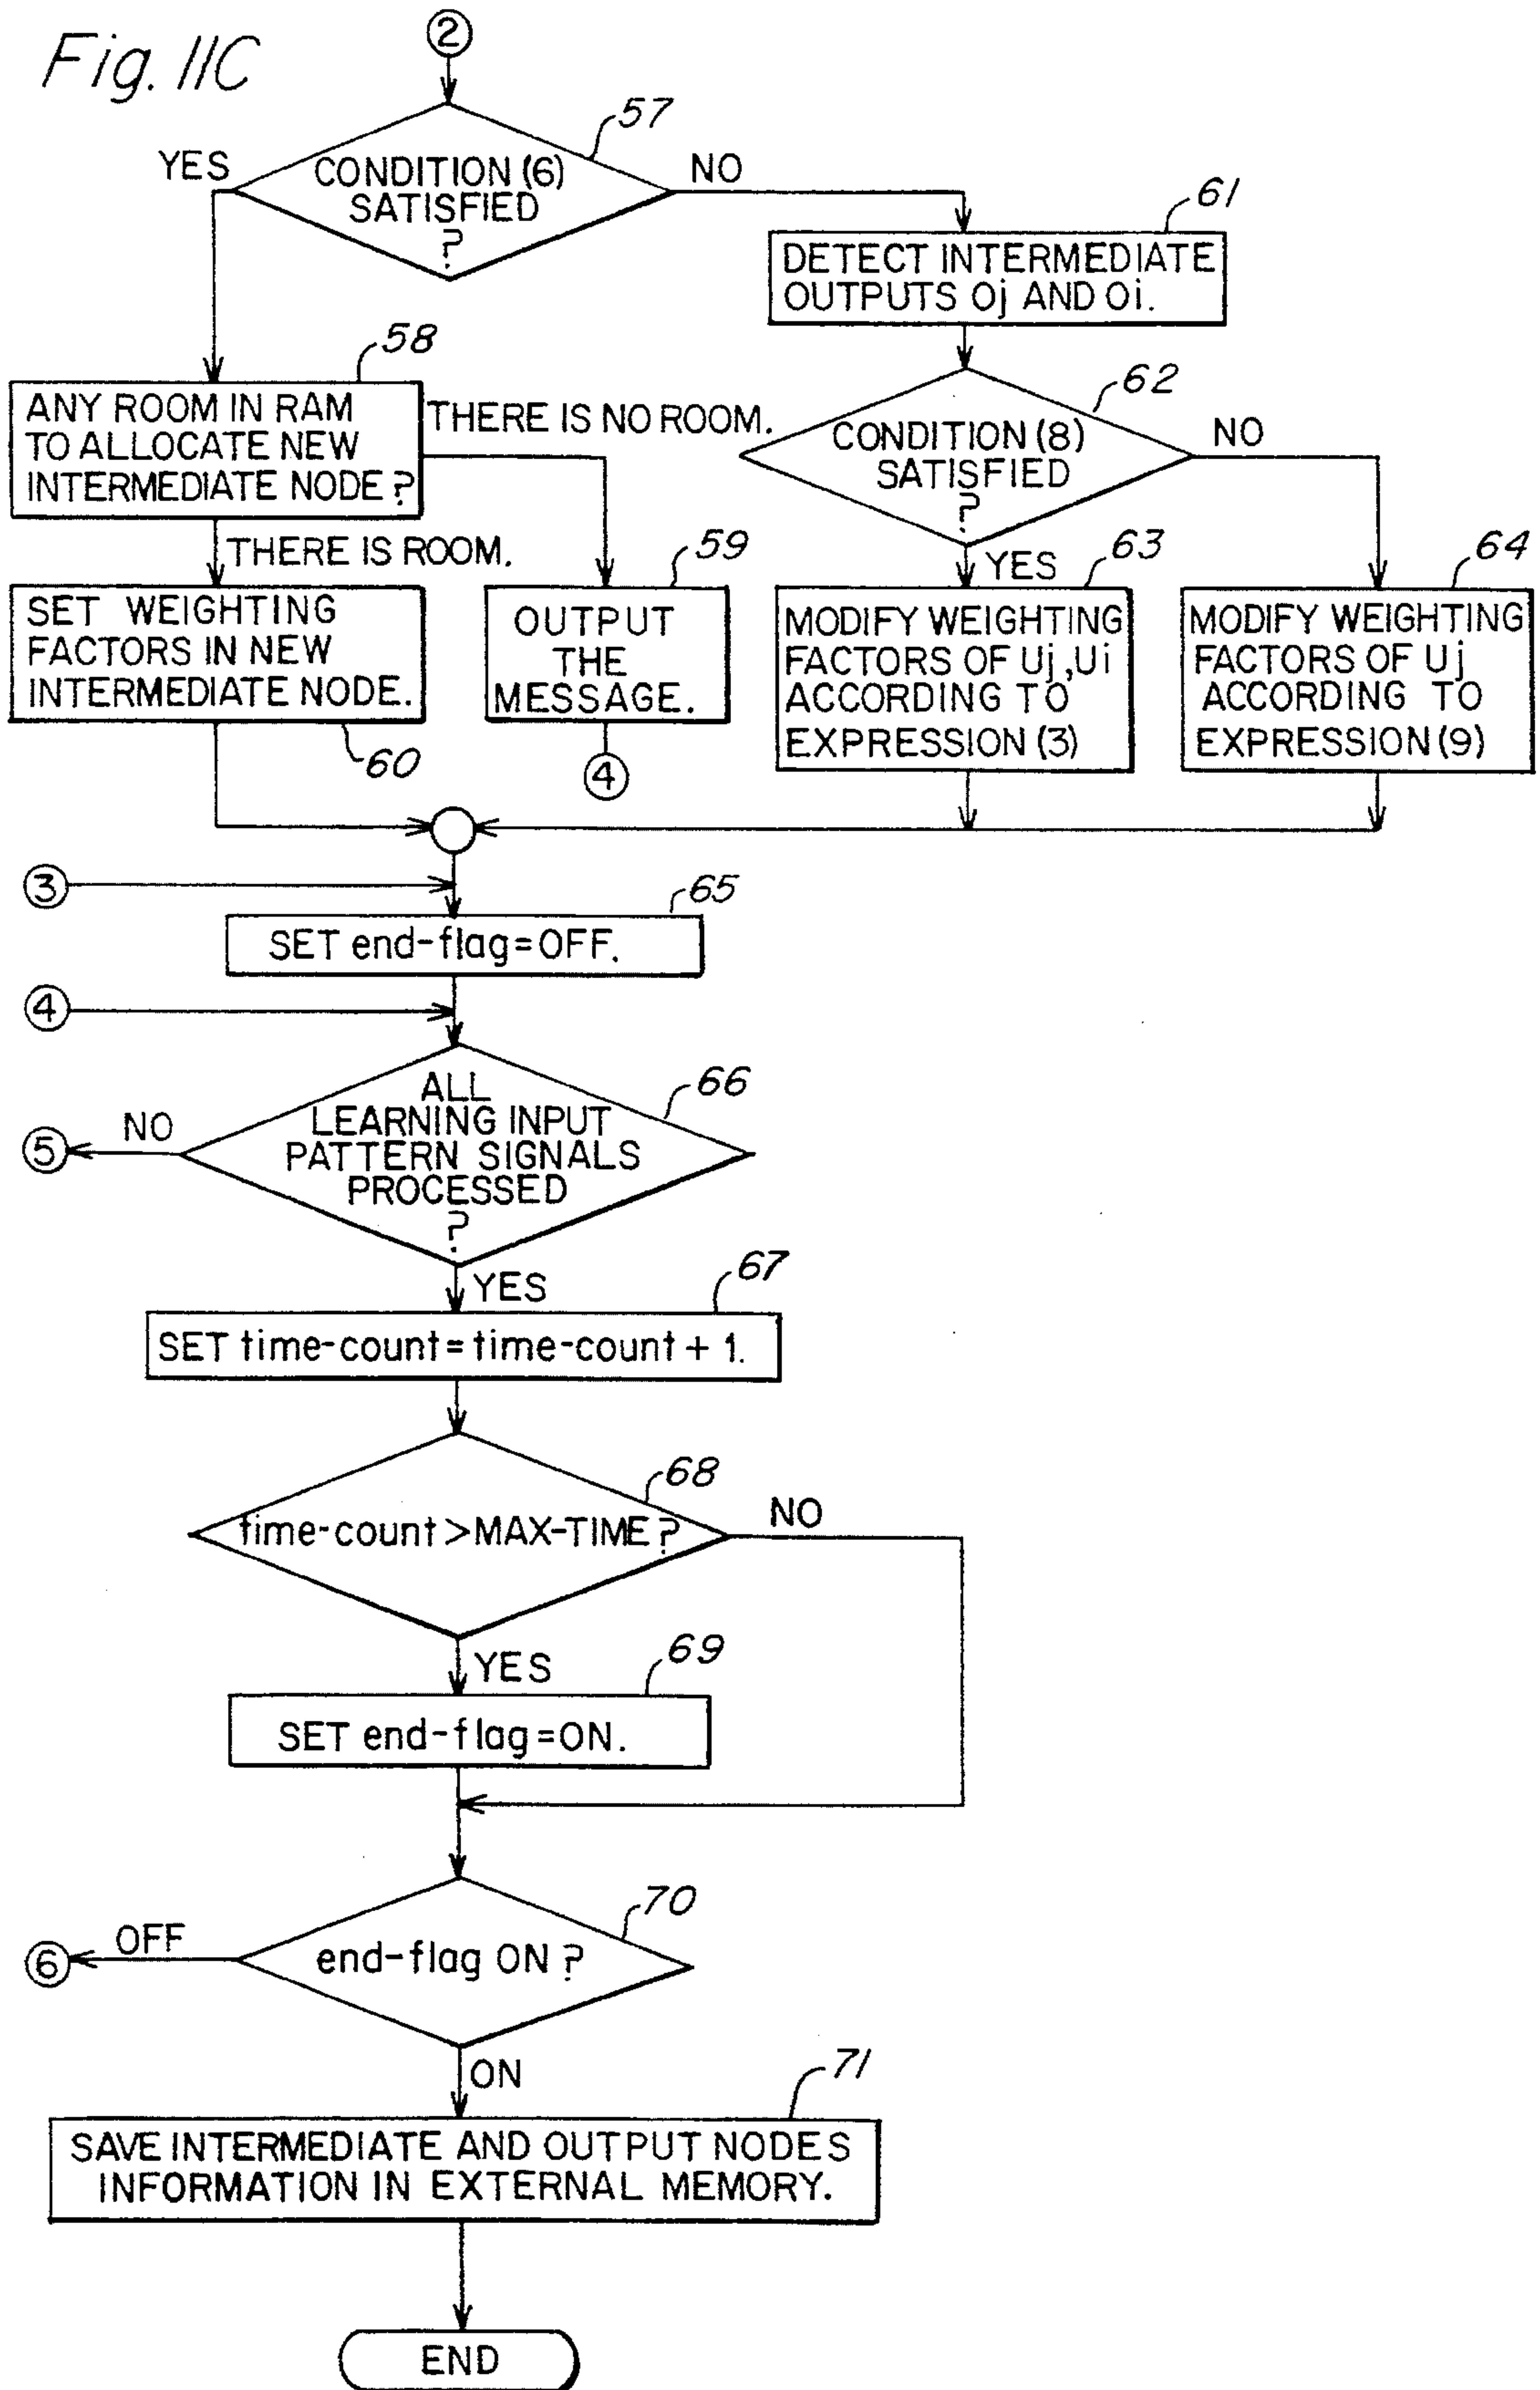 Fig. 11C
2
57
YES
CONDITION (6)
SATISFIED
?
NO
61
DETECT INTERMEDIATE
OUTPUTS Oj AND Oi.
58
ANY ROOM IN RAM
TO ALLOCATE NEW
INTERMEDIATE NODE?
THERE IS NO ROOM.
62
CONDITION (8)
SATISFIED
?
NO
THERE IS ROOM.
59
YES
63
64
SET WEIGHTING
FACTORS IN NEW
INTERMEDIATE NODE.
60
OUTPUT
THE
MESSAGE.
4
MODIFY WEIGHTING
FACTORS OF Uj,Ui
ACCORDING TO
EXPRESSION (3)
MODIFY WEIGHTING
FACTORS OF Uj
ACCORDING TO
EXPRESSION (9)
3
65
SET end-flag=OFF.
4
66
ALL
LEARNING INPUT
PATTERN SIGNALS
PROCESSED
?
NO
5
YES
67
SET time-count=time-count + 1.
68
time-count>MAX-TIME?
NO
YES
69
SET end-flag=ON.
70
end-flag ON?
OFF
6
ON
71
SAVE INTERMEDIATE AND OUTPUT NODES
INFORMATION IN EXTERNAL MEMORY.
END